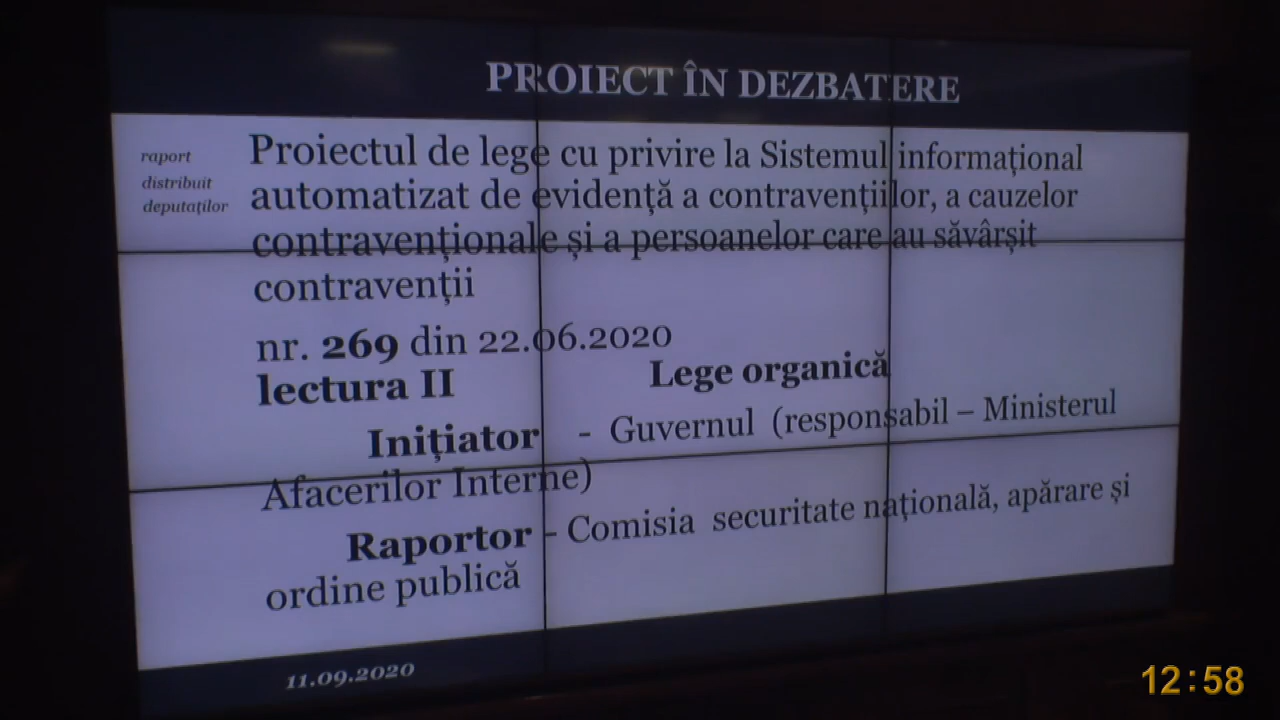 PROIECT ÎN DEZBATERE
raport
distribuit
deputaților
Proiectul de lege cu privire la Sistemul informațional
automatizat de evidență a contravențiilor, a cauzelor
contravenționale și a persoanelor care au săvârșit
contravenții
nr. 269 din 22.06.2020
lectura II
Lege organică
Inițiator - Guvernul (responsabil – Ministerul
Afacerilor Interne)
Raportor - Comisia securitate națională, apărare și
ordine publică
11.09.2020
12:58